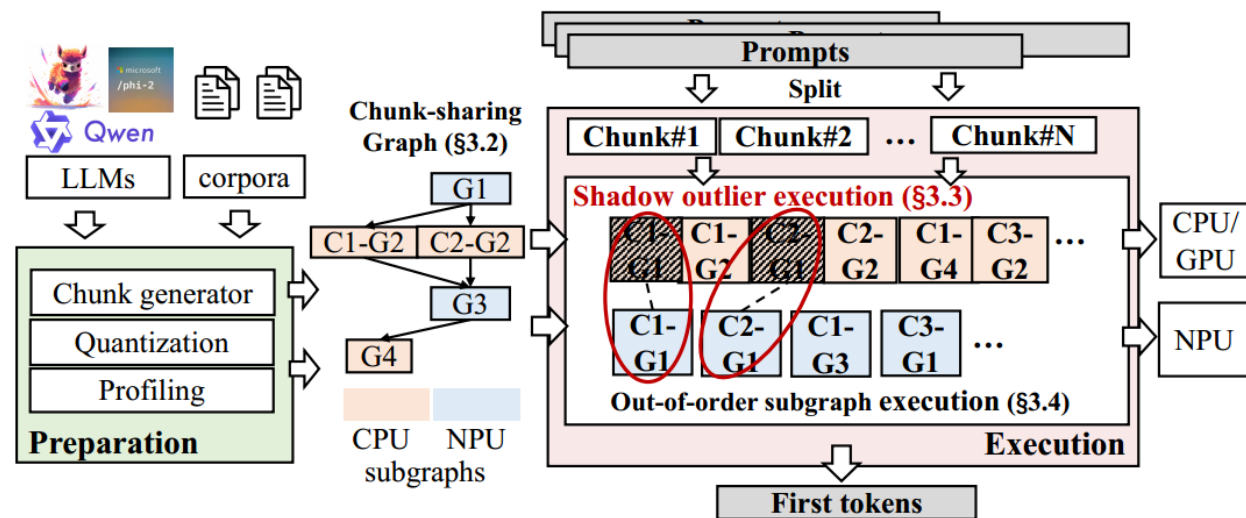 Prompts
Split
microsoft
/phi-2
Qwen
LLMs
corpora
Chunk generator
Quantization
Profiling
Preparation
Chunk-sharing
Graph (§3.2)
G1
C1-G2 C2-G2
G3
G4
CPU NPU
subgraphs
Chunk#1 Chunk#2 ... Chunk#N
Shadow outlier execution (§3.3)
C1- C1- C2- C2- C1- C3-
G1 G2 G1 G2 G4 G2 ...
C1- C2- C1- C3-
G1 G1 G3 G1 ...
Out-of-order subgraph execution (§3.4)
Execution
CPU/
GPU
NPU
First tokens